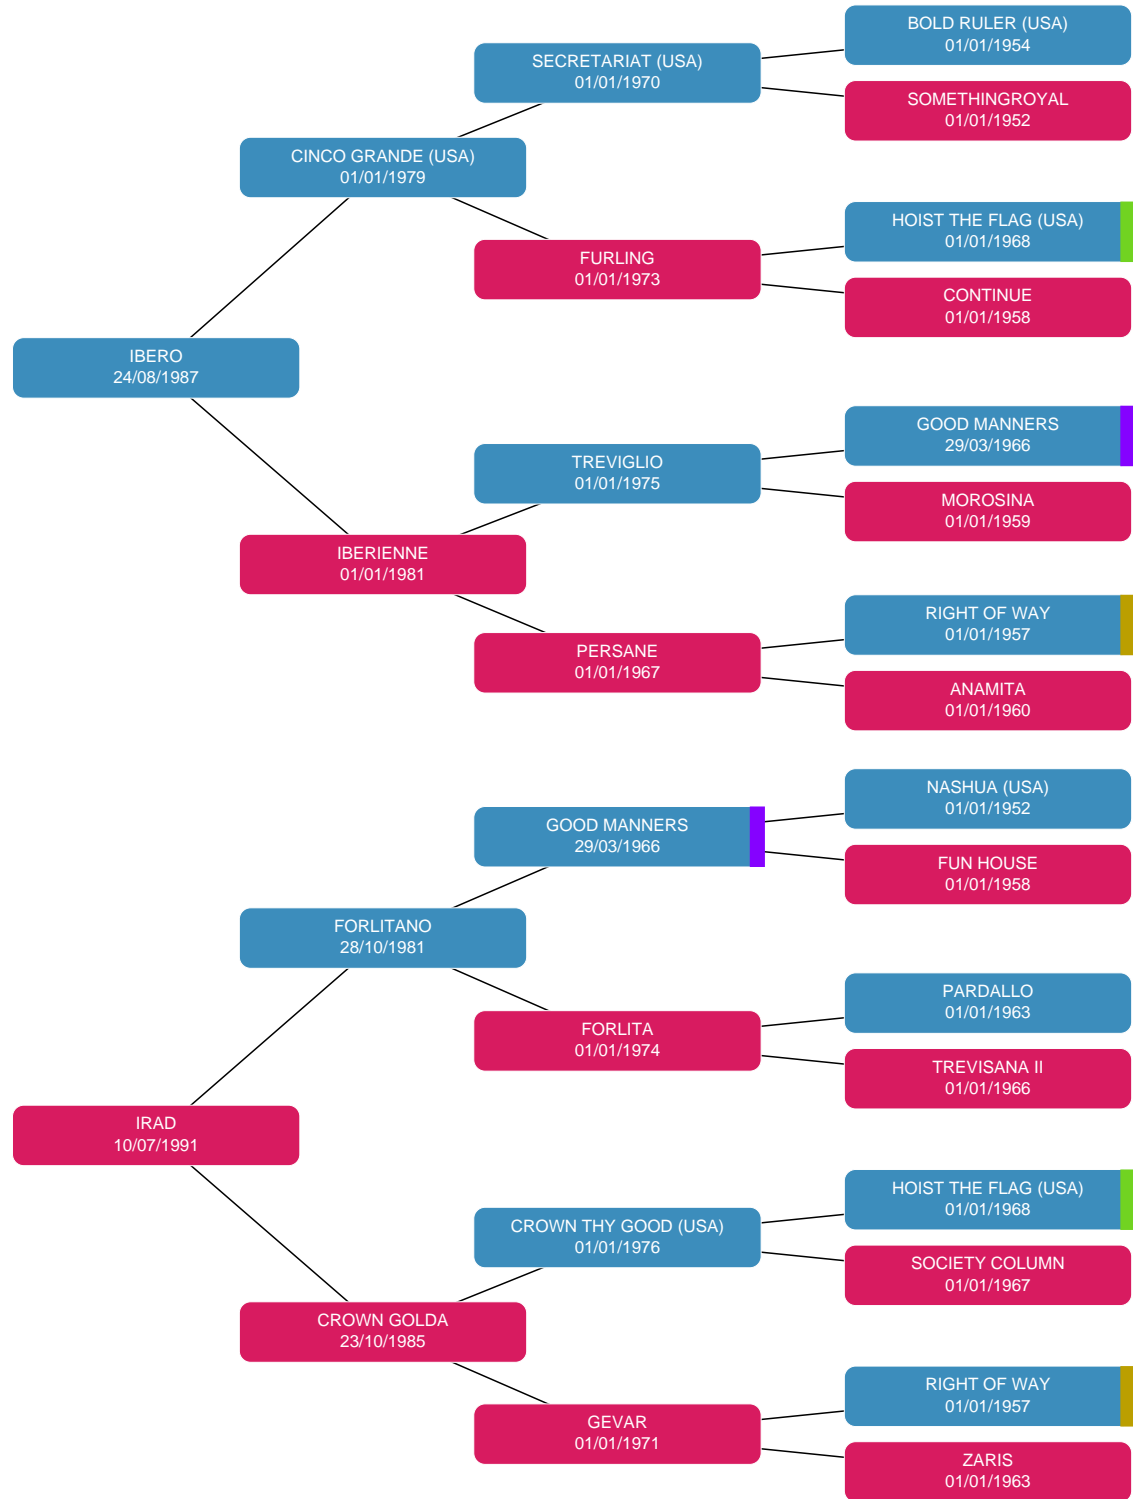 BOLD RULER (USA)
01/01/1954
SECRETARIAT (USA)
01/01/1970
SOMETHINGROYAL
01/01/1952
CINCO GRANDE (USA)
01/01/1979
HOIST THE FLAG (USA)
01/01/1968
FURLING
01/01/1973
CONTINUE
01/01/1958
IBERO
24/08/1987
GOOD MANNERS
29/03/1966
TREVIGLIO
01/01/1975
MOROSINA
01/01/1959
IBERIENNE
01/01/1981
RIGHT OF WAY
01/01/1957
PERSANE
01/01/1967
ANAMITA
01/01/1960
NASHUA (USA)
01/01/1952
GOOD MANNERS
29/03/1966
FUN HOUSE
01/01/1958
FORLITANO
28/10/1981
PARDALLO
01/01/1963
FORLITA
01/01/1974
TREVISANA II
01/01/1966
IRAD
10/07/1991
HOIST THE FLAG (USA)
01/01/1968
CROWN THY GOOD (USA)
01/01/1976
SOCIETY COLUMN
01/01/1967
CROWN GOLDA
23/10/1985
RIGHT OF WAY
01/01/1957
GEVAR
01/01/1971
ZARIS
01/01/1963